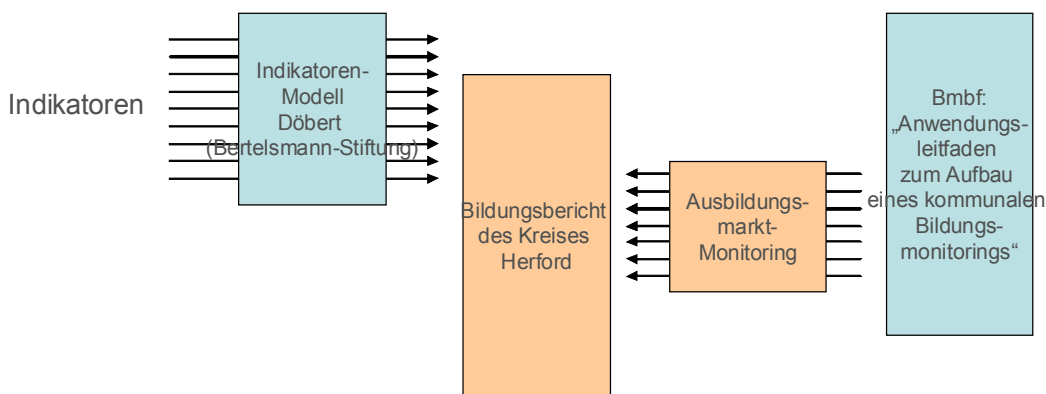 Indikatoren
Indikatoren-
Modell
Döbert
(Bertelsmann-Stiftung)
Bildungsbericht
des Kreises
Herford
Ausbildungs-
markt-
Monitoring
Bmbf:
„Anwendungs-
leitfaden
zum Aufbau
eines kommunalen
Bildungs-
monitorings“